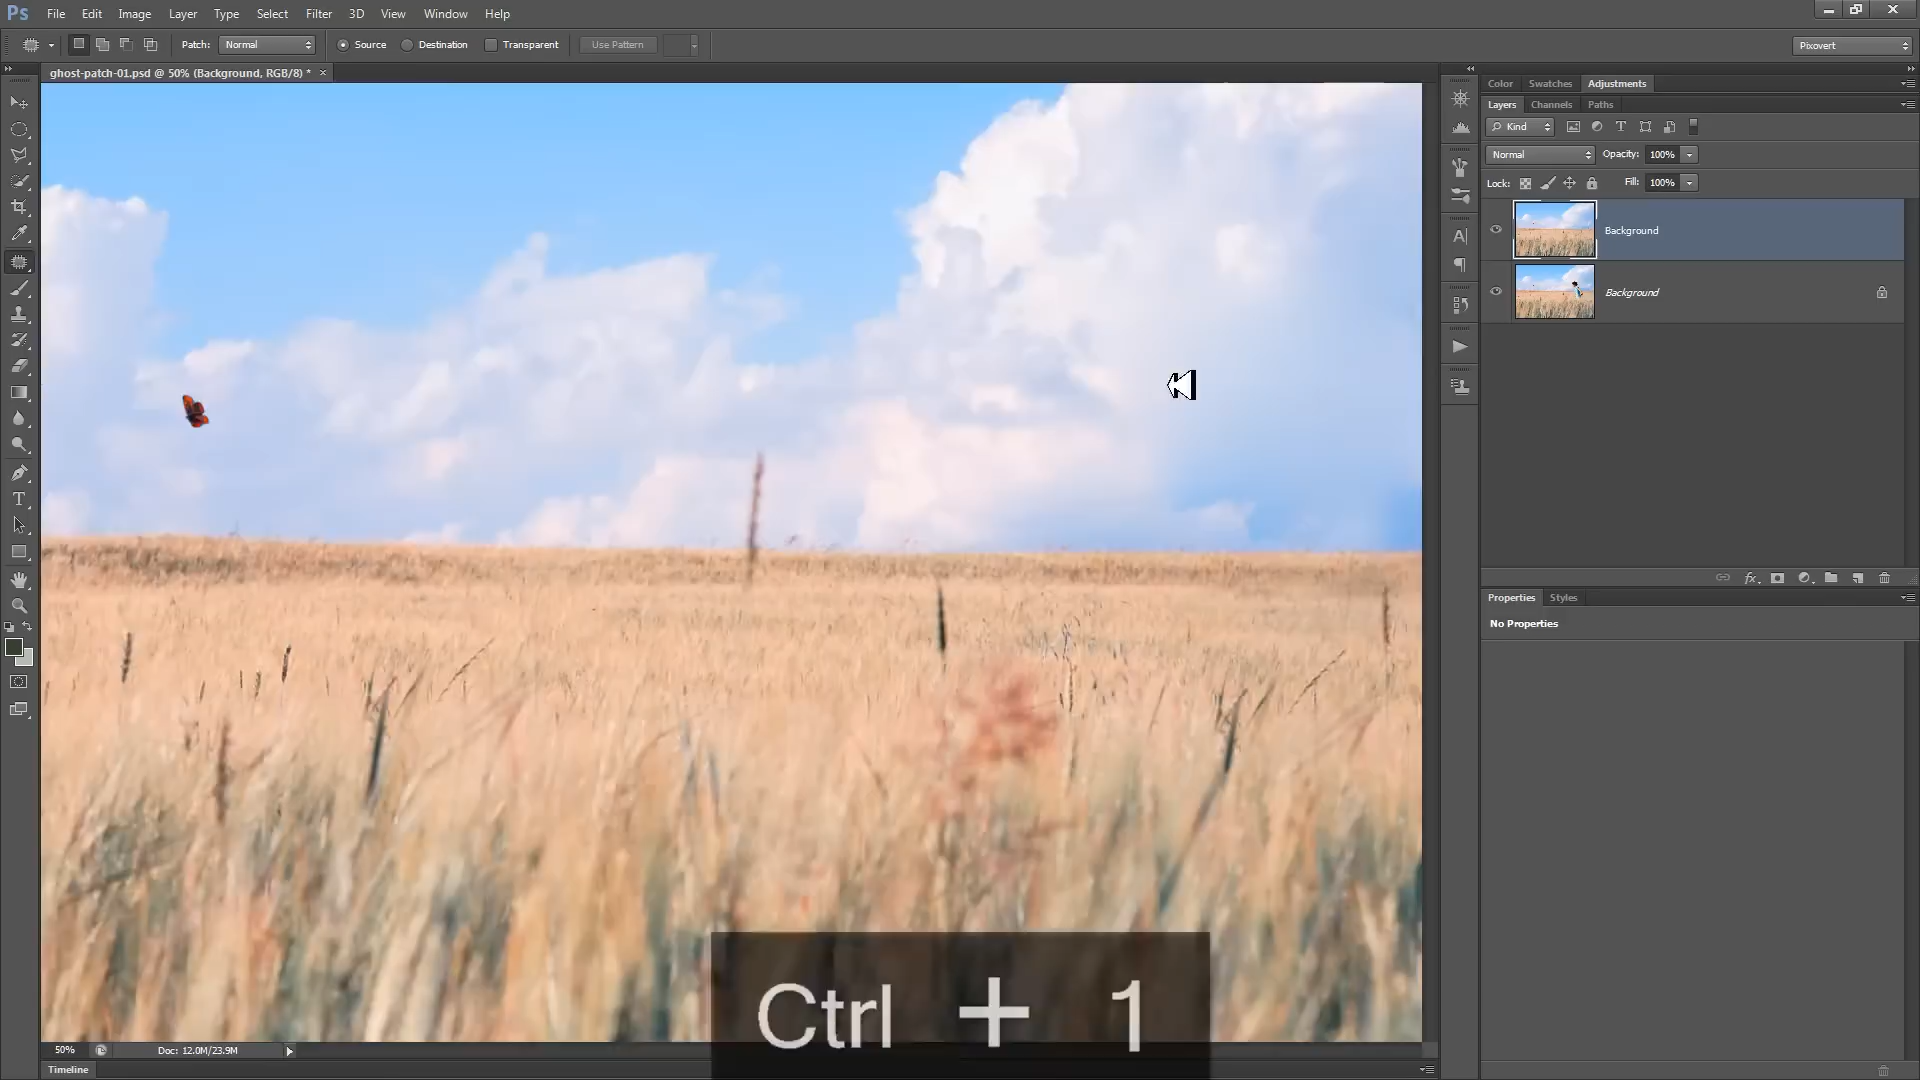 Ps File Edit Image Layer Type Select Filter 3D View Window Help
Patch: Normal Source Destination Transparent Use Pattern Pixovert
ghost-patch-01.psd @ 50% (Background, RGB/8) * ×
Color Swatches Adjustments
Layers Channels Paths
Kind
Normal Opacity: 100%
Lock: Fill: 100%
Background
Background
Properties Styles
No Properties
Ctrl + 1
50% Doc: 12.0M/23.9M
Timeline